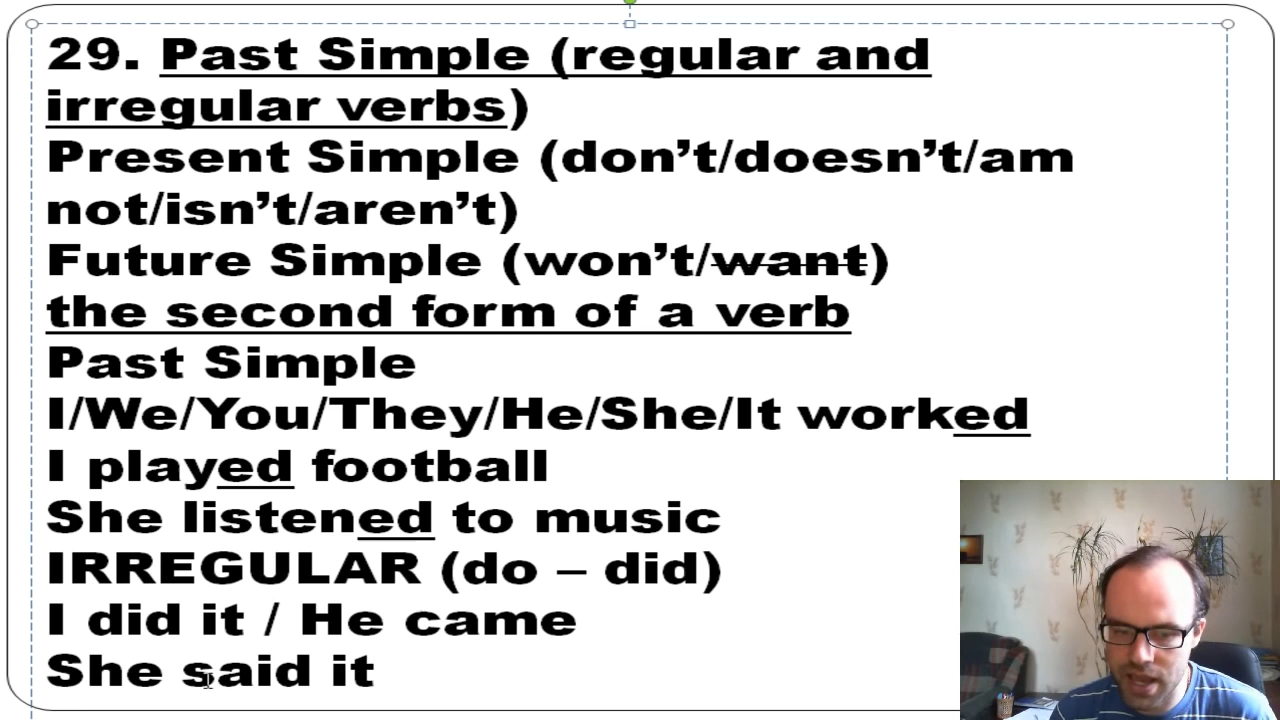 29. Past Simple (regular and
irregular verbs)
Present Simple (don’t/doesn’t/am
not/isn’t/aren’t)
Future Simple (won’t/want)
the second form of a verb
Past Simple
I/We/You/They/He/She/It worked
I played football
She listened to music
IRREGULAR (do – did)
I did it / He came
She said it